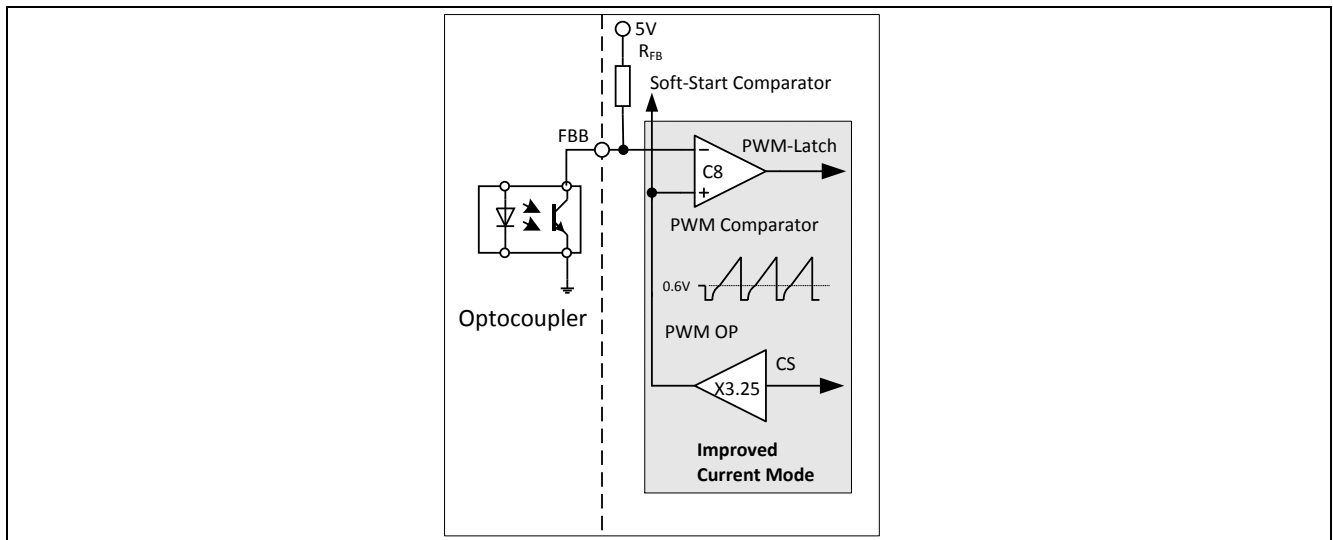 5V
RFB
Soft-Start Comparator
FBB
PWM-Latch
−
C8
+
PWM Comparator
0.6V
Optocoupler
PWM OP
CS
X3.25
Improved
Current Mode